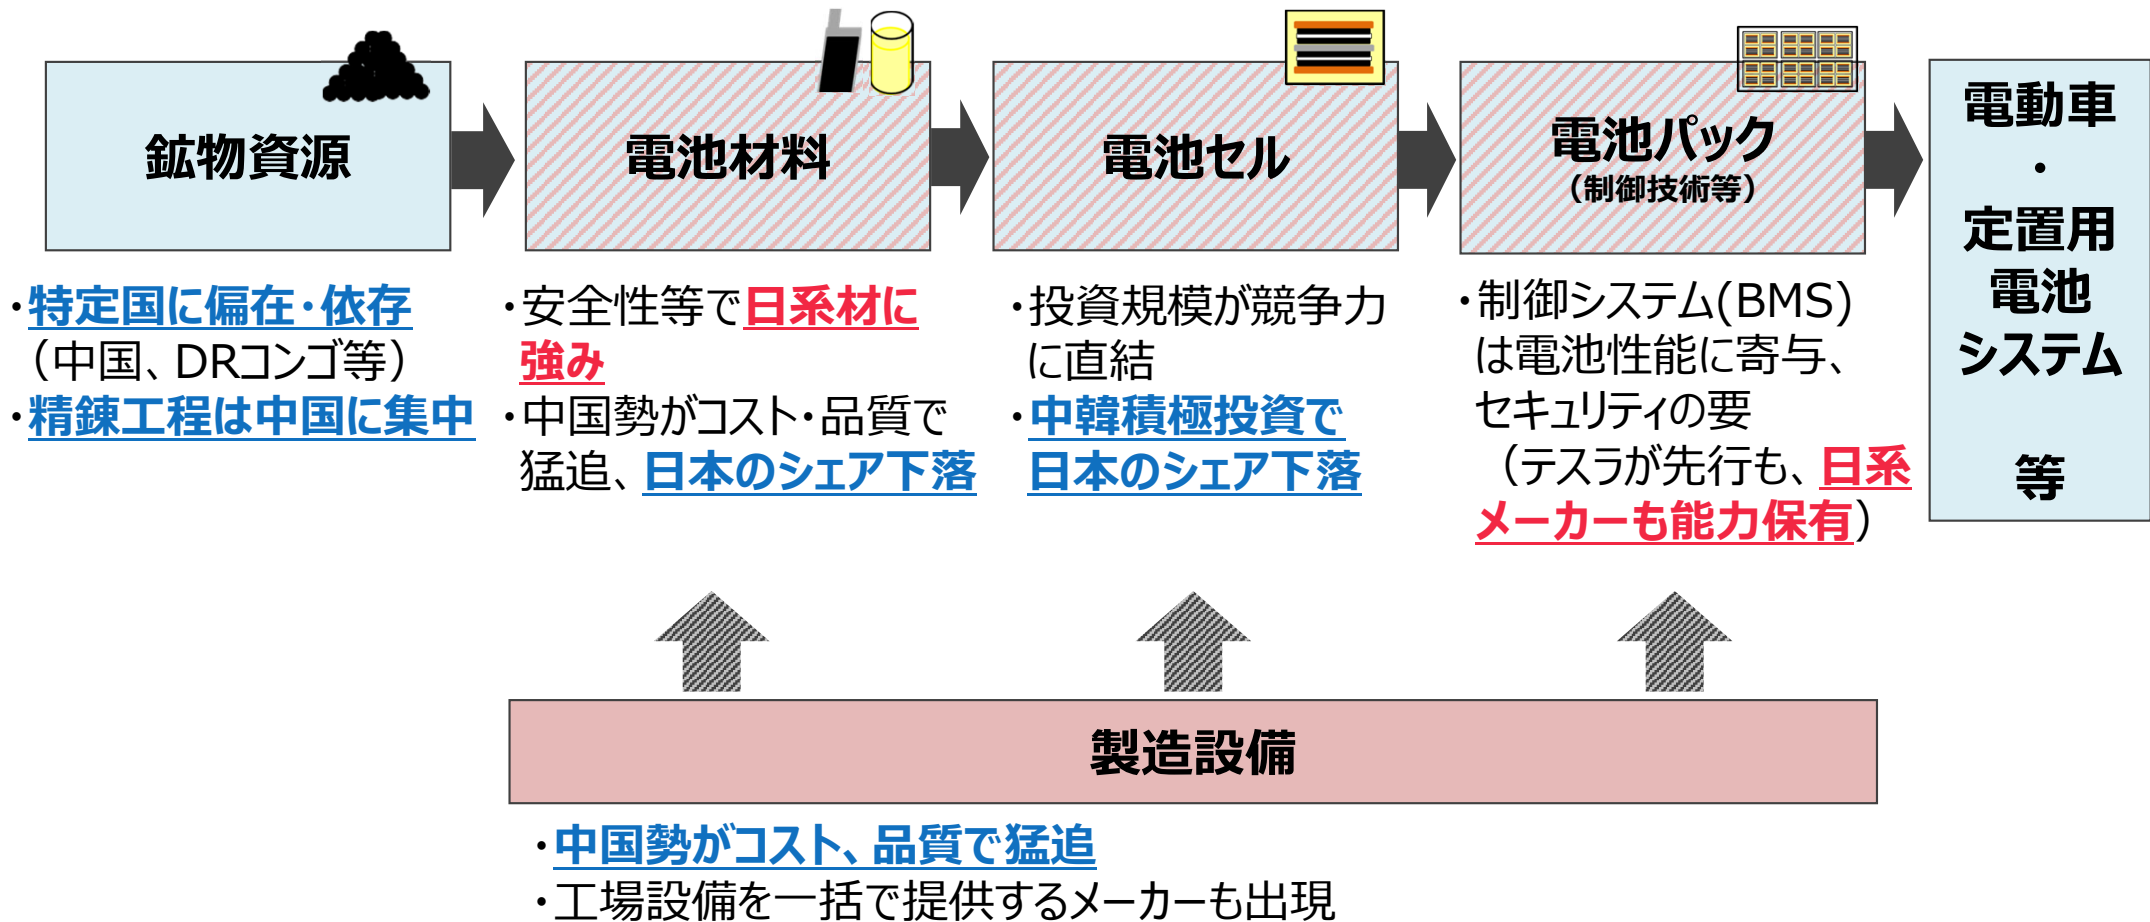 鉱物資源
電池材料
電池セル
電池パック
（制御技術等）
電動車
・
定置用
電池
システム
等
・特定国に偏在・依存
（中国、DRコンゴ等）
・精錬工程は中国に集中
・安全性等で日系材に
強み
・中国勢がコスト・品質で
猛追、日本のシェア下落
・投資規模が競争力
に直結
・中韓積極投資で
日本のシェア下落
・制御システム(BMS)
は電池性能に寄与、
セキュリティの要
（テスラが先行も、日系
メーカーも能力保有）
製造設備
・中国勢がコスト、品質で猛追
・工場設備を一括で提供するメーカーも出現